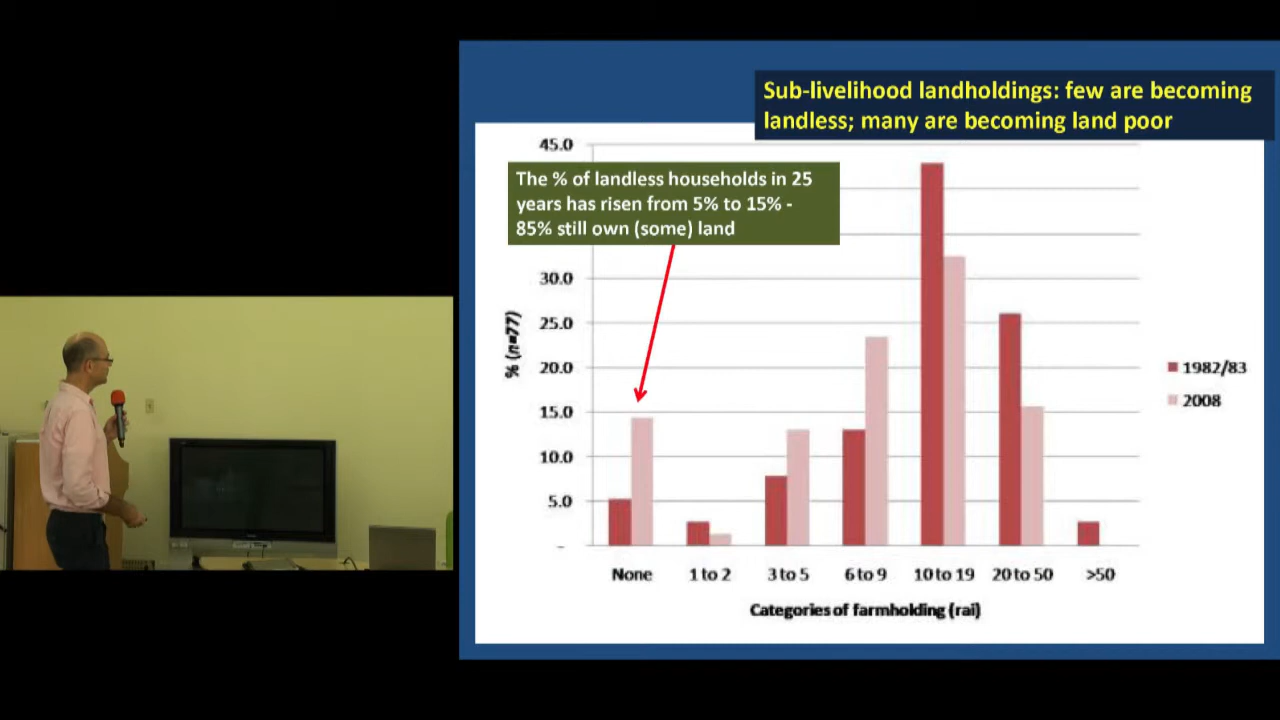 Sub-livelihood landholdings: few are becoming
landless; many are becoming land poor
45.0
The % of landless households in 25
years has risen from 5% to 15% -
85% still own (some) land
30.0
25.0
20.0
15.0
10.0
5.0
-
% (n=77)
1982/83
2008
None 1 to 2 3 to 5 6 to 9 10 to 19 20 to 50 >50
Categories of farmholding (rai)